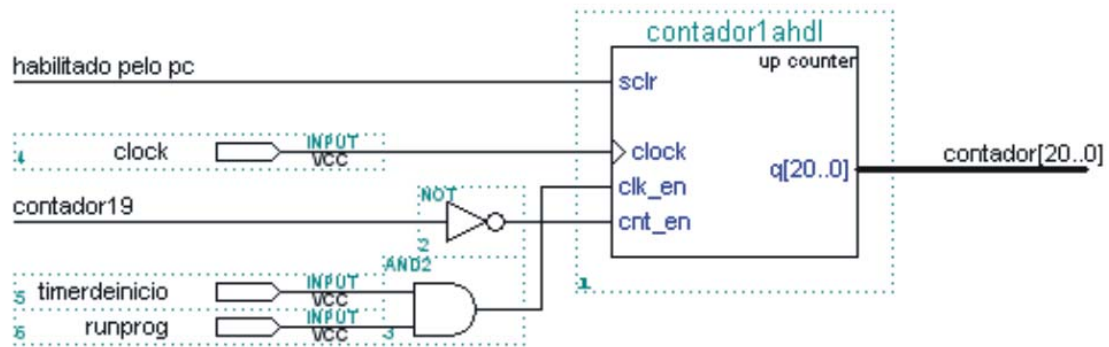 contador1ahdl
up counter
habilitado pelo pc
sclr
INPUT
VCC
4
clock
clock
q[20..0]
contador[20..0]
clk_en
NOT
contador19
cnt_en
2
AND2
1
INPUT
VCC
5
timerdeinicio
INPUT
VCC
6
runprog
3